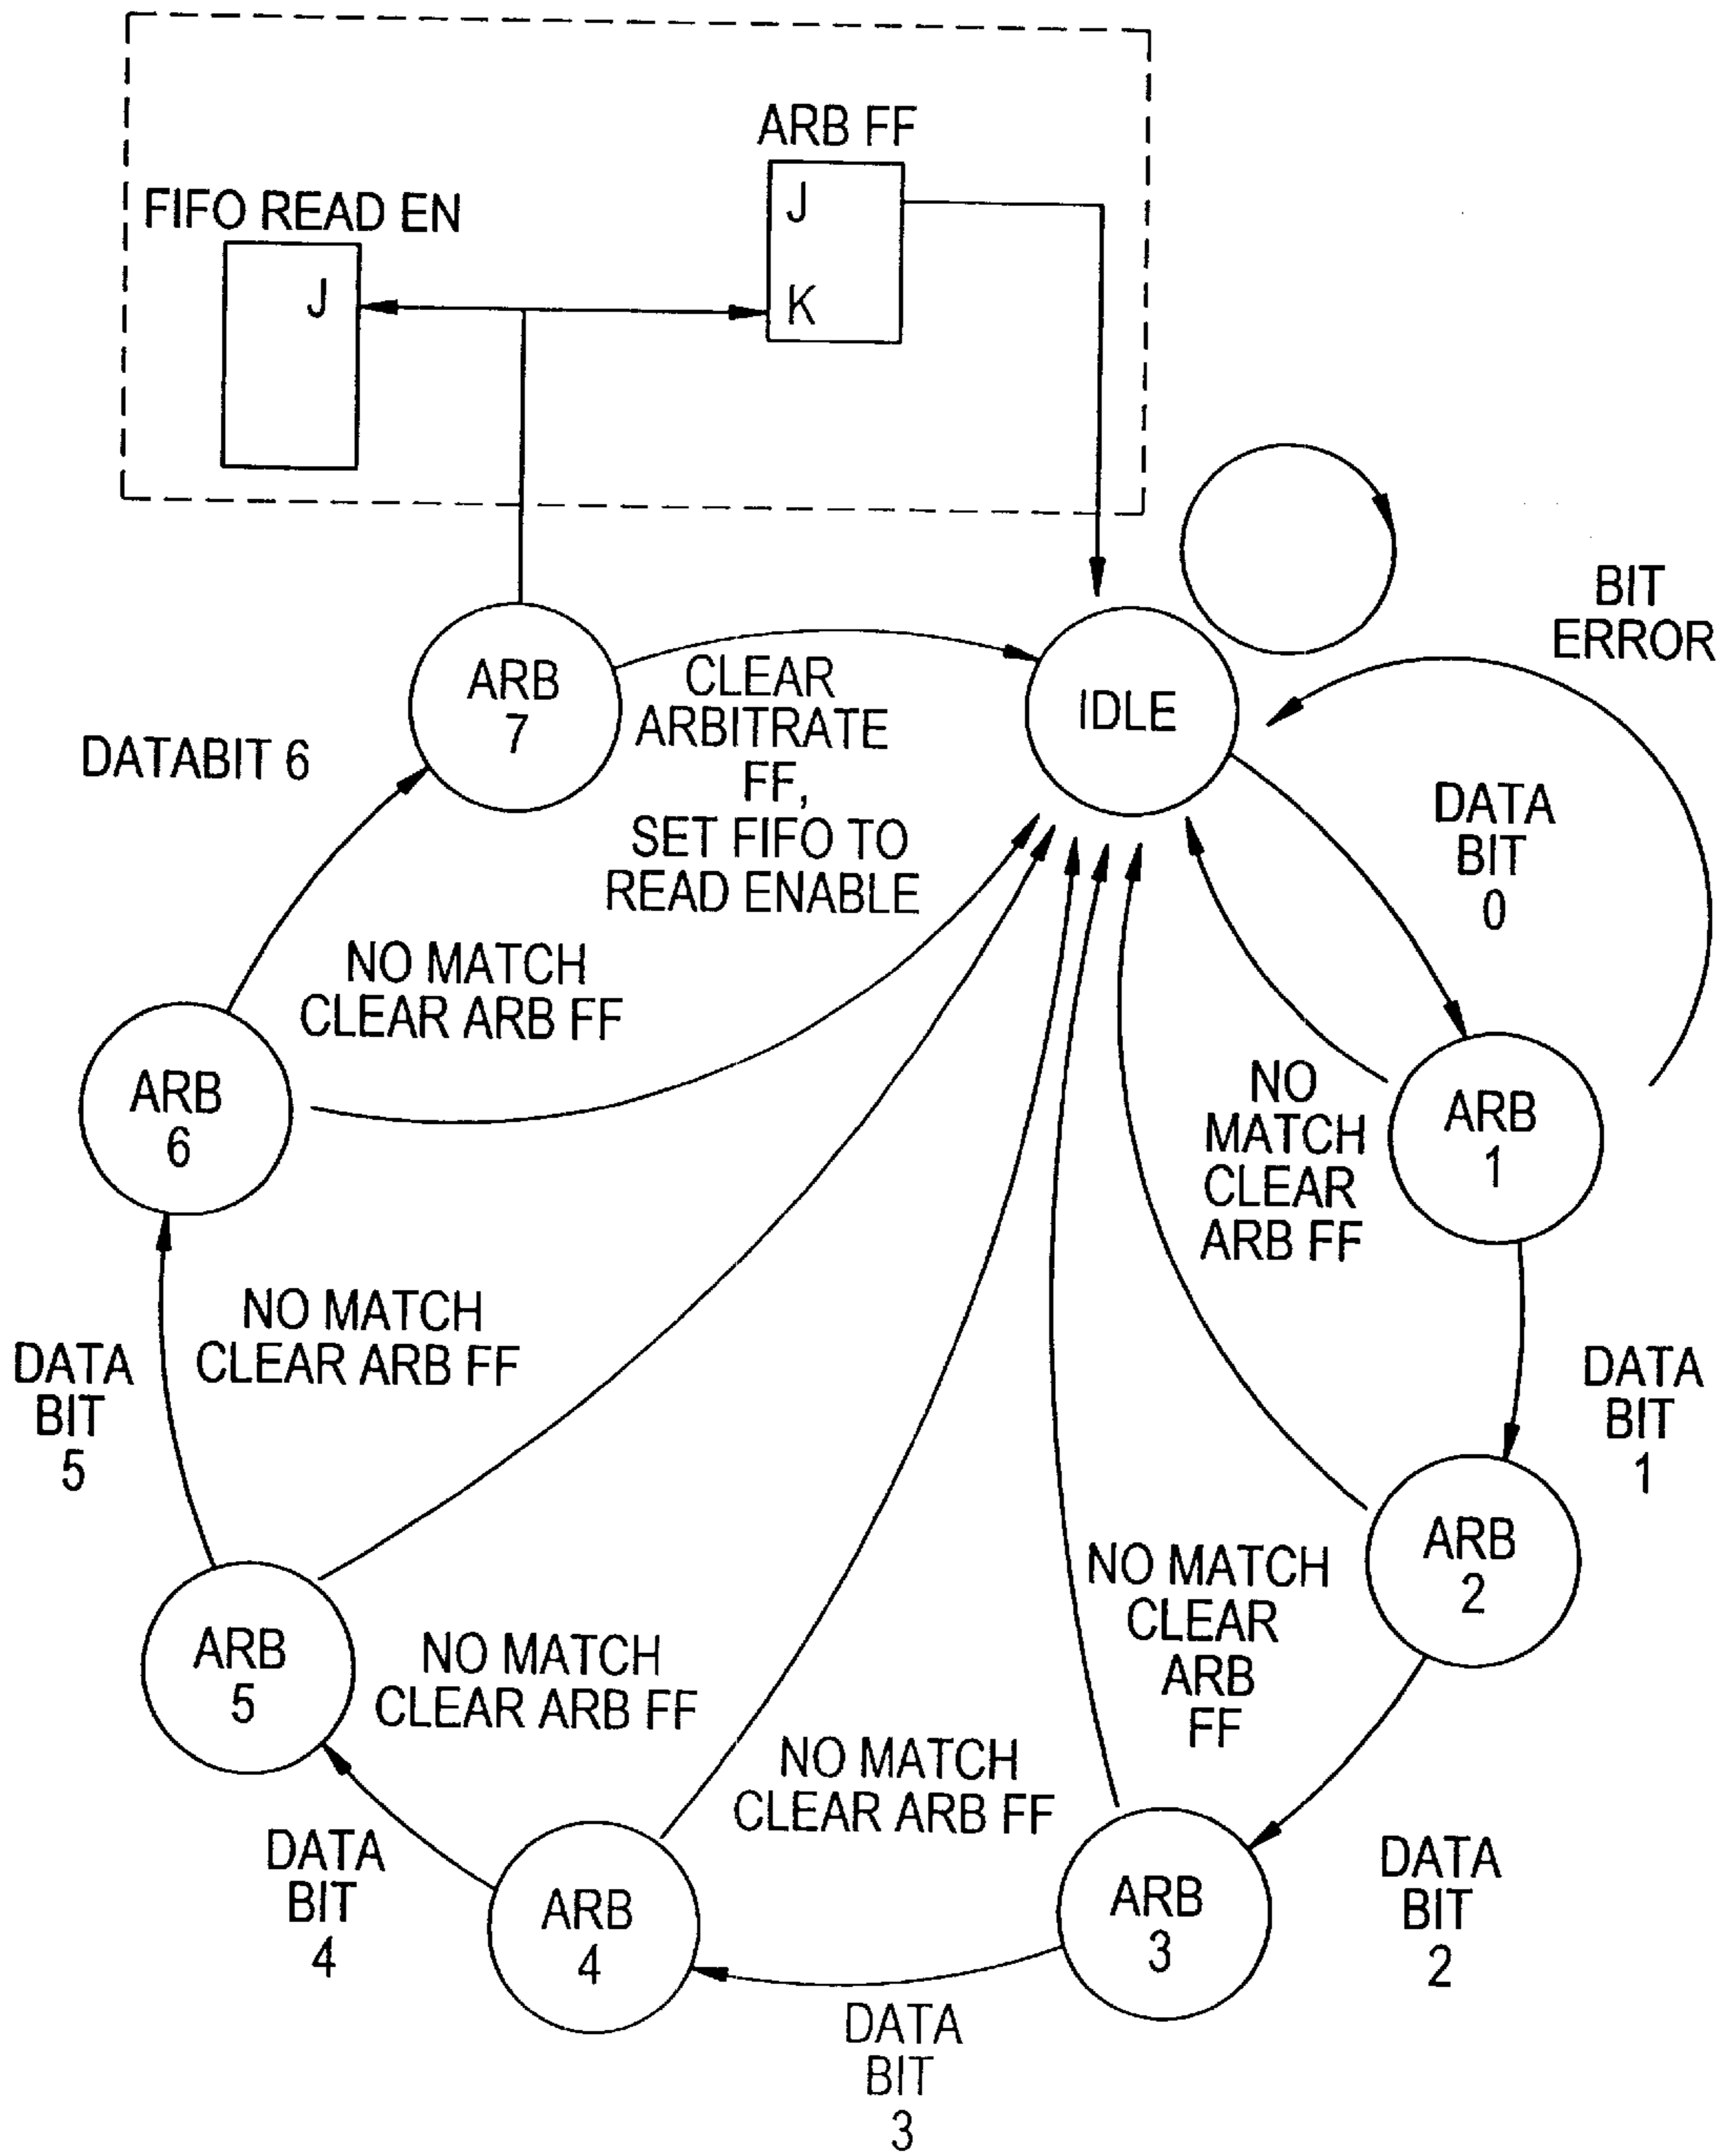 ARB FF
J
K
FIFO READ EN
J
BIT
ERROR
ARB
7
CLEAR
ARBITRATE
FF,
SET FIFO TO
READ ENABLE
IDLE
DATABIT 6
DATA
BIT
0
NO MATCH
CLEAR ARB FF
ARB
6
NO
MATCH
CLEAR
ARB FF
ARB
1
DATA
BIT
5
NO MATCH
CLEAR ARB FF
DATA
BIT
1
ARB
2
NO MATCH
CLEAR
ARB
FF
ARB
5
NO MATCH
CLEAR ARB FF
NO MATCH
CLEAR ARB FF
DATA
BIT
4
ARB
4
ARB
3
DATA
BIT
2
DATA
BIT
3